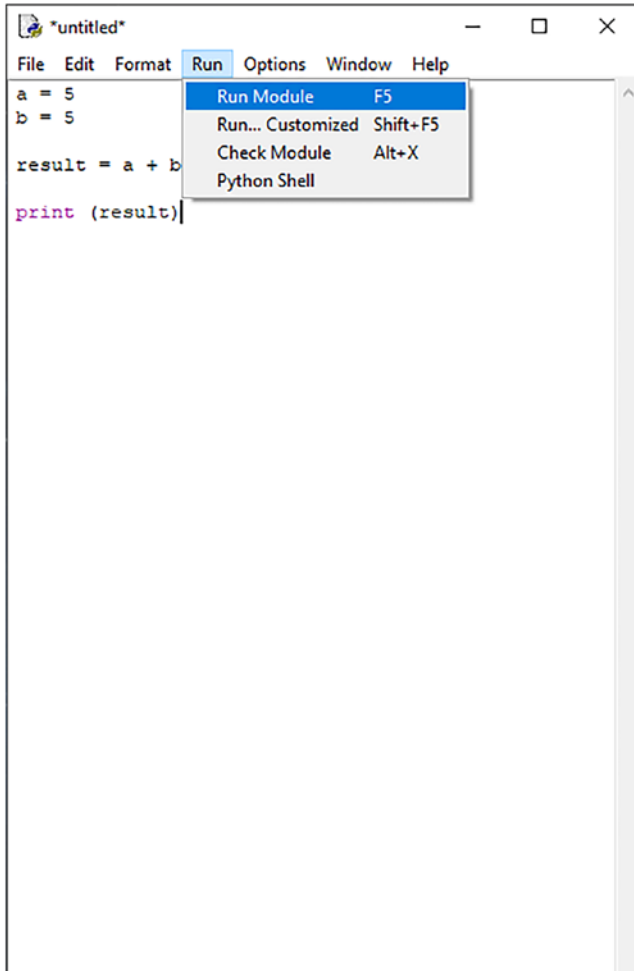 *untitled*
File Edit Format Run Options Window Help
a = 5
b = 5
result = a + b
print (result)
Run Module F5
Run... Customized Shift+F5
Check Module Alt+X
Python Shell